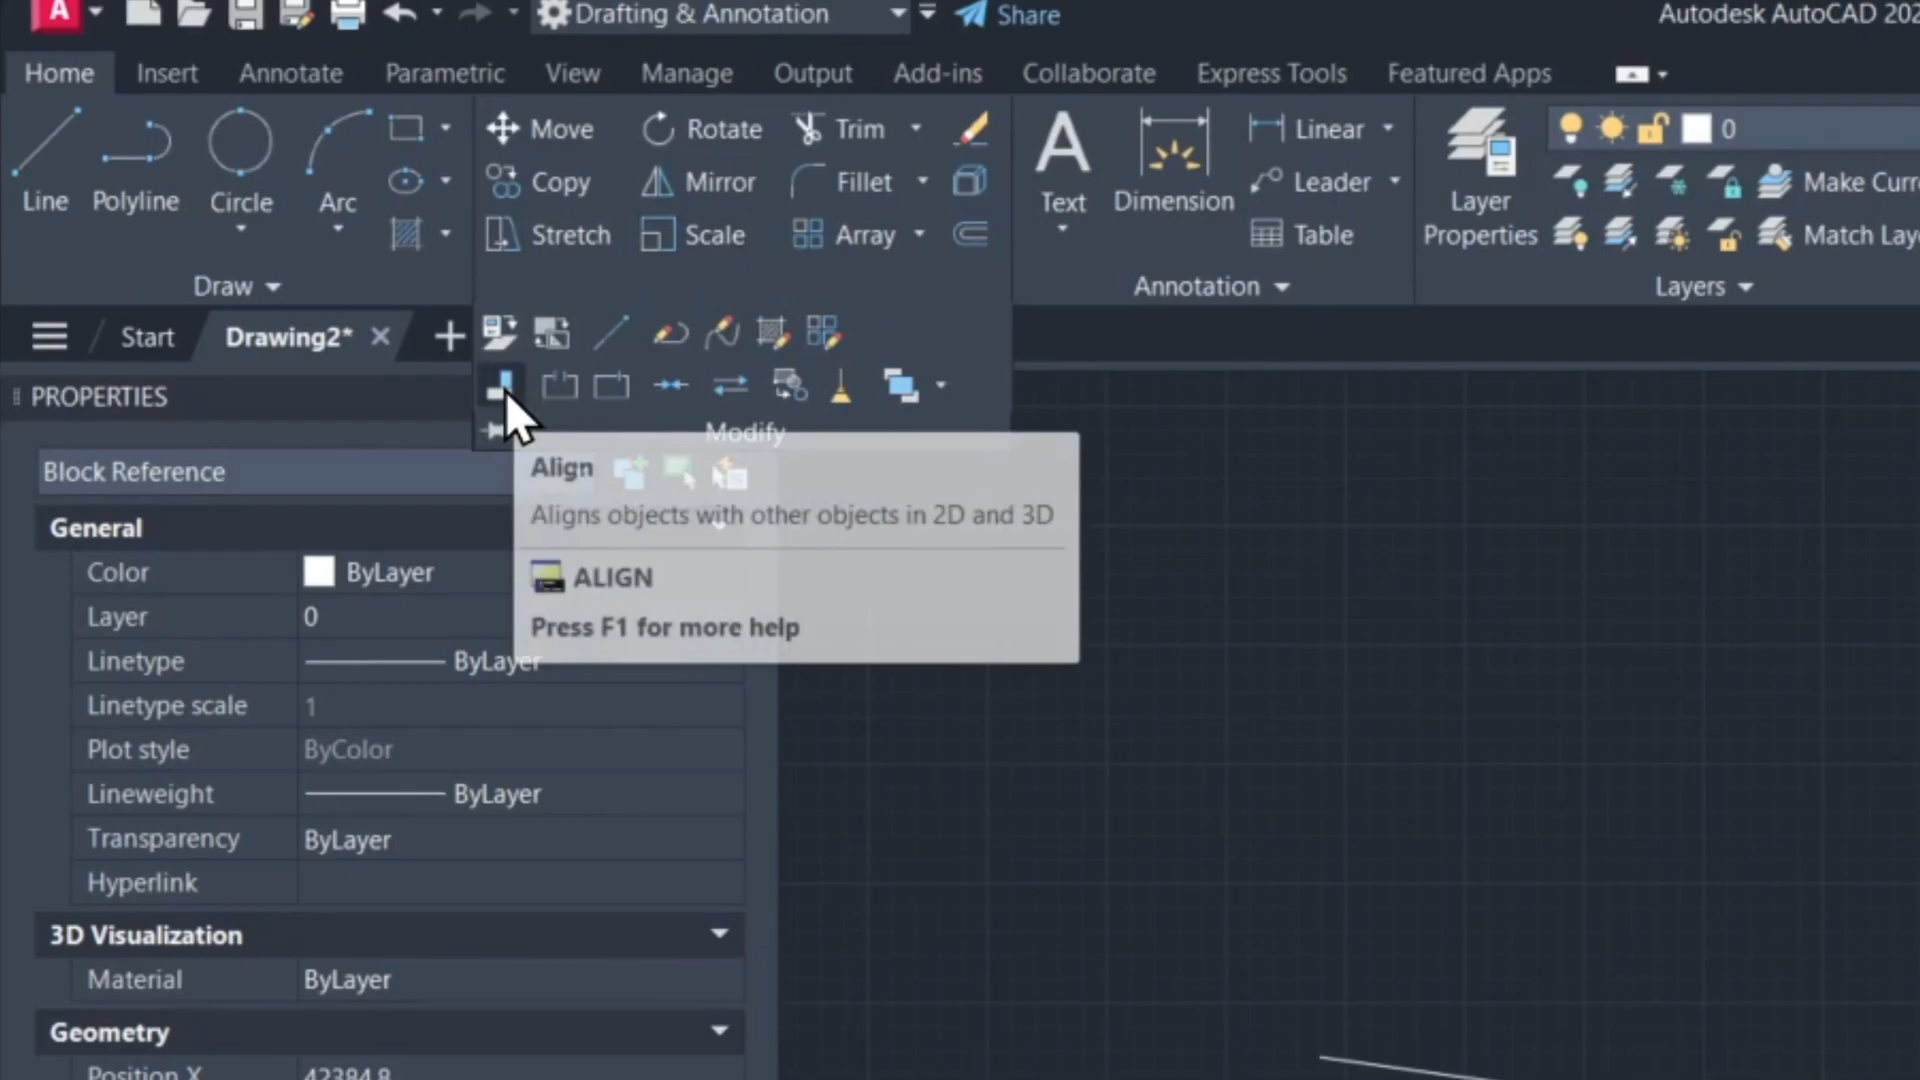 A
Drafting & Annotation
Share
Autodesk AutoCAD 202
Home
Insert
Annotate
Parametric
View
Manage
Output
Add-ins
Collaborate
Express Tools
Featured Apps
Line
Polyline
Circle
Arc
Draw
Move
Rotate
Trim
Copy
Mirror
Fillet
Stretch
Scale
Array
Modify
A
Text
Dimension
Linear
Leader
Table
Annotation
Layer
Properties
0
Make Curr
Match Lay
Layers
Start
Drawing2*
PROPERTIES
Block Reference
Align
Aligns objects with other objects in 2D and 3D
ALIGN
Press F1 for more help
General
Color ByLayer
Layer 0
Linetype ByLayer
Linetype scale 1
Plot style ByColor
Lineweight ByLayer
Transparency ByLayer
Hyperlink
3D Visualization
Material ByLayer
Geometry
Position X 42384.8